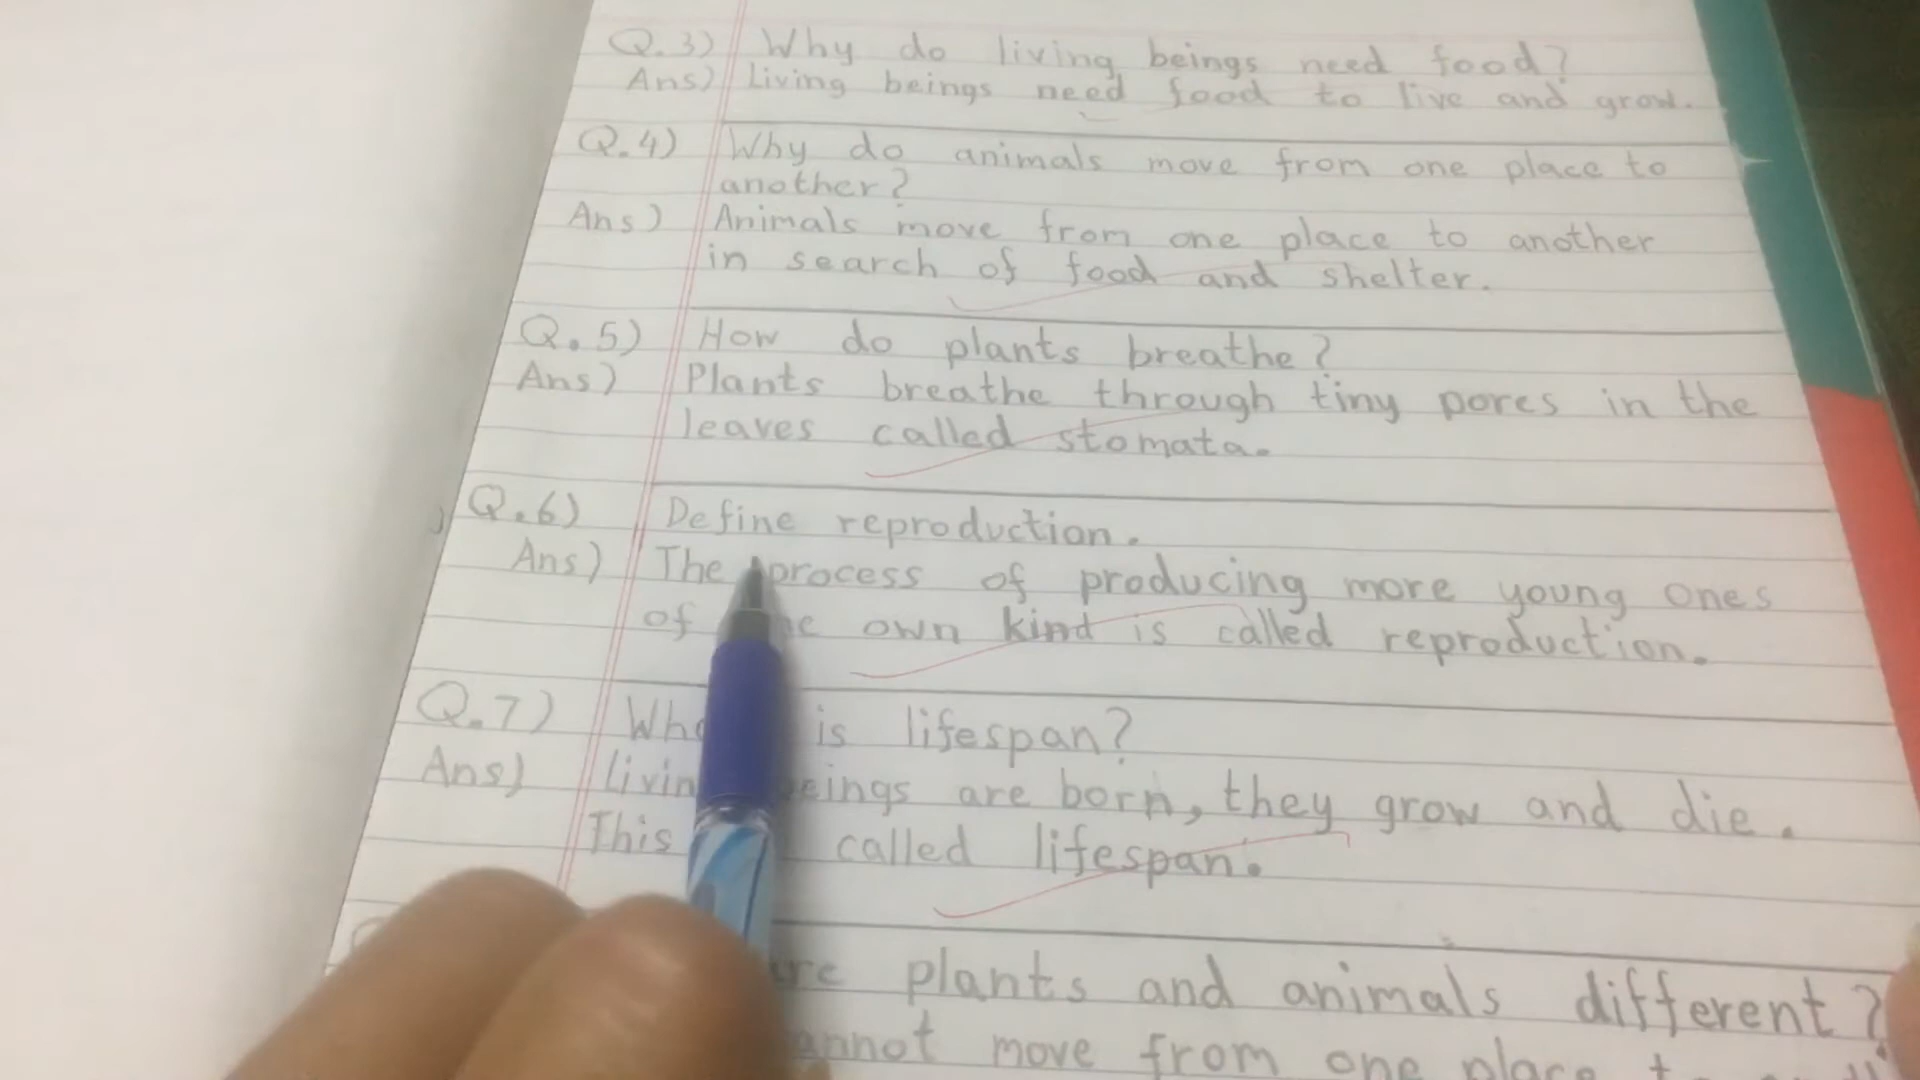 Q.3) Why do living beings need food?
Ans) Living beings need food to live and grow.
Q.4) Why do animals move from one place to
another?
Ans) Animals move from one place to another
in search of food and shelter.
Q.5) How do plants breathe?
Ans) Plants breathe through tiny pores in the
leaves called stomata.
Q.6) Define reproduction.
Ans) The process of producing more young ones
of own kind is called reproduction.
Q.7) is lifespan?
Ans) are born, they grow and die.
This called lifespan.
plants and animals different?
move from one place